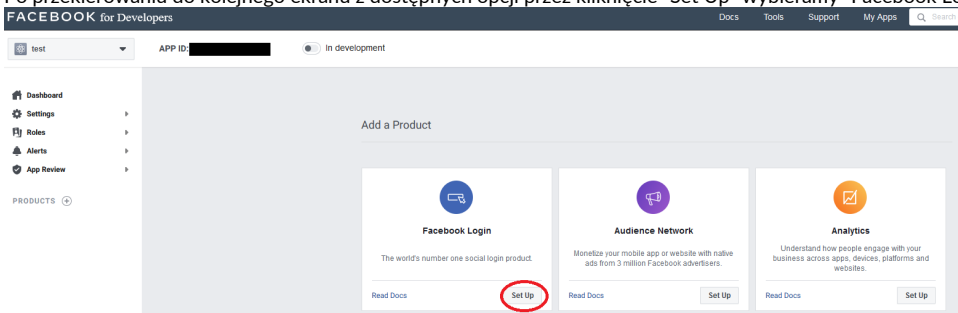 Po przekierowaniu do kolejnego ekranu z dostępnych opcji przez kliknięcie "Set Up" wybieramy "Facebook Lo
FACEBOOK for Developers
Docs Tools Support My Apps Search
test APP ID: In development
Dashboard
Settings
Roles
Alerts
App Review
PRODUCTS
Add a Product
Facebook Login
The world's number one social login product.
Read Docs Set Up
Audience Network
Monetize your mobile app or website with native
ads from 3 million Facebook advertisers.
Read Docs Set Up
Analytics
Understand how people engage with your
business across apps, devices, platforms and
websites.
Read Docs Set Up